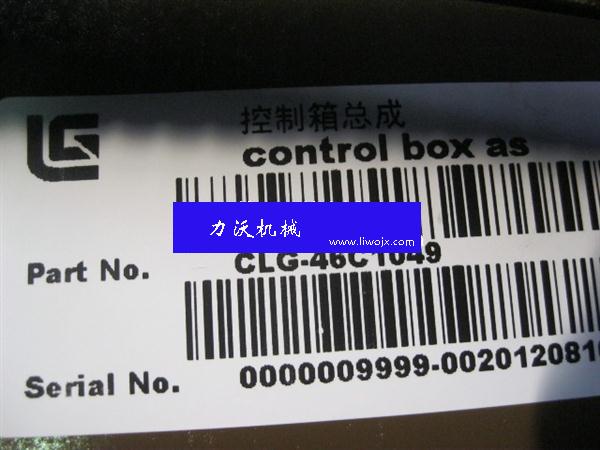 控制箱总成
control box as
力沃机械
www.liwojx.com
Part No. CLG-46C1049
Serial No. 0000009999-0020120810